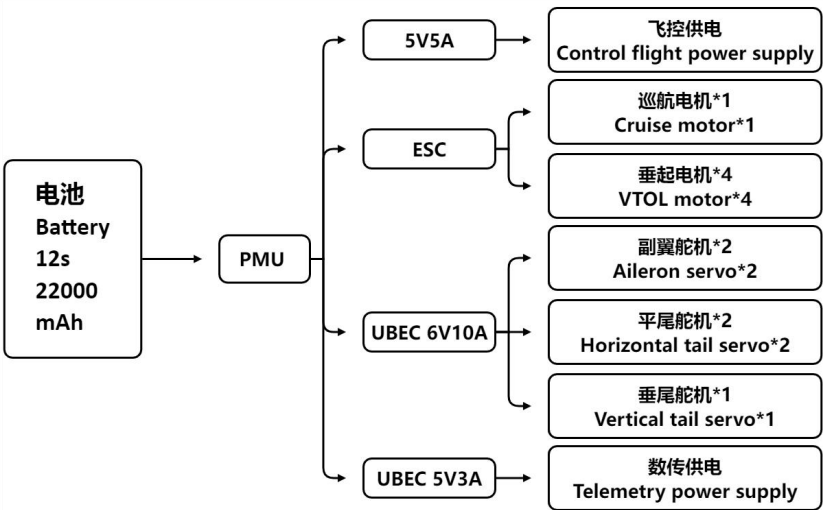 电池
Battery
12s
22000
mAh
PMU
5V5A
ESC
UBEC 6V10A
UBEC 5V3A
飞控供电
Control flight power supply
巡航电机*1
Cruise motor*1
垂起电机*4
VTOL motor*4
副翼舵机*2
Aileron servo*2
平尾舵机*2
Horizontal tail servo*2
垂尾舵机*1
Vertical tail servo*1
数传供电
Telemetry power supply